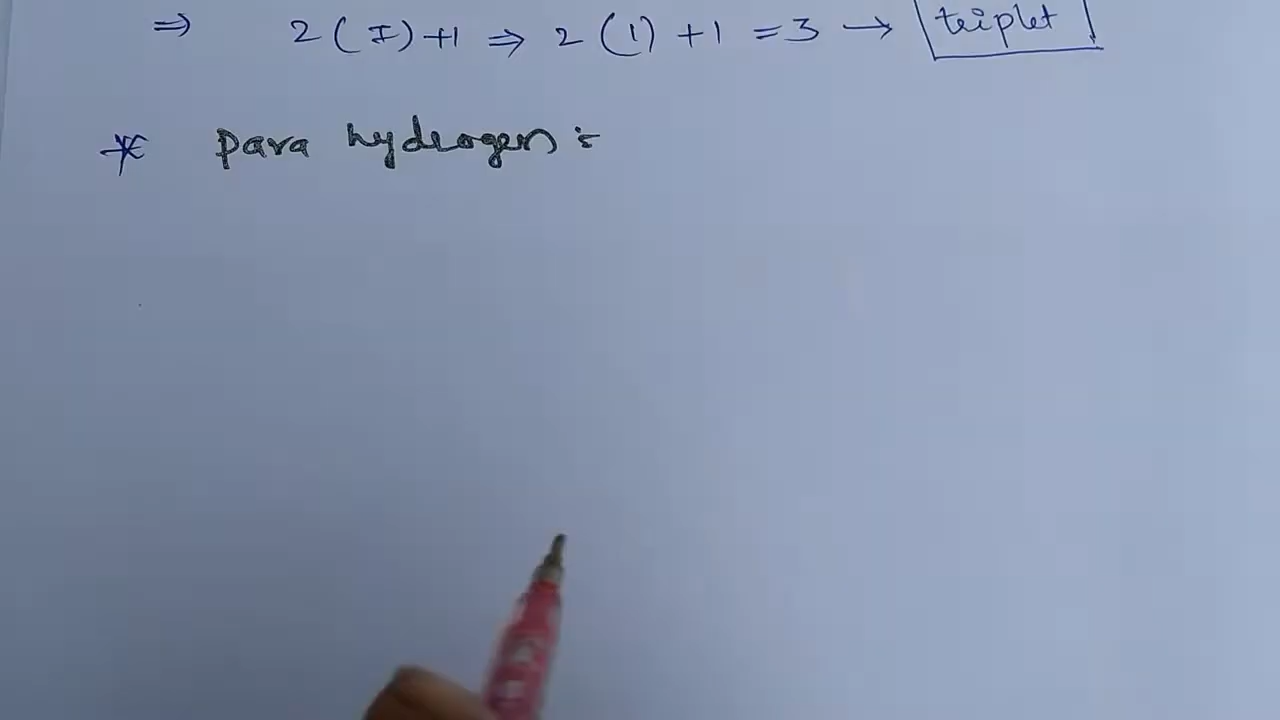 ⇒ 2(I)+1 ⇒ 2(1)+1 =3 → triplet
* Para hydrogen :-